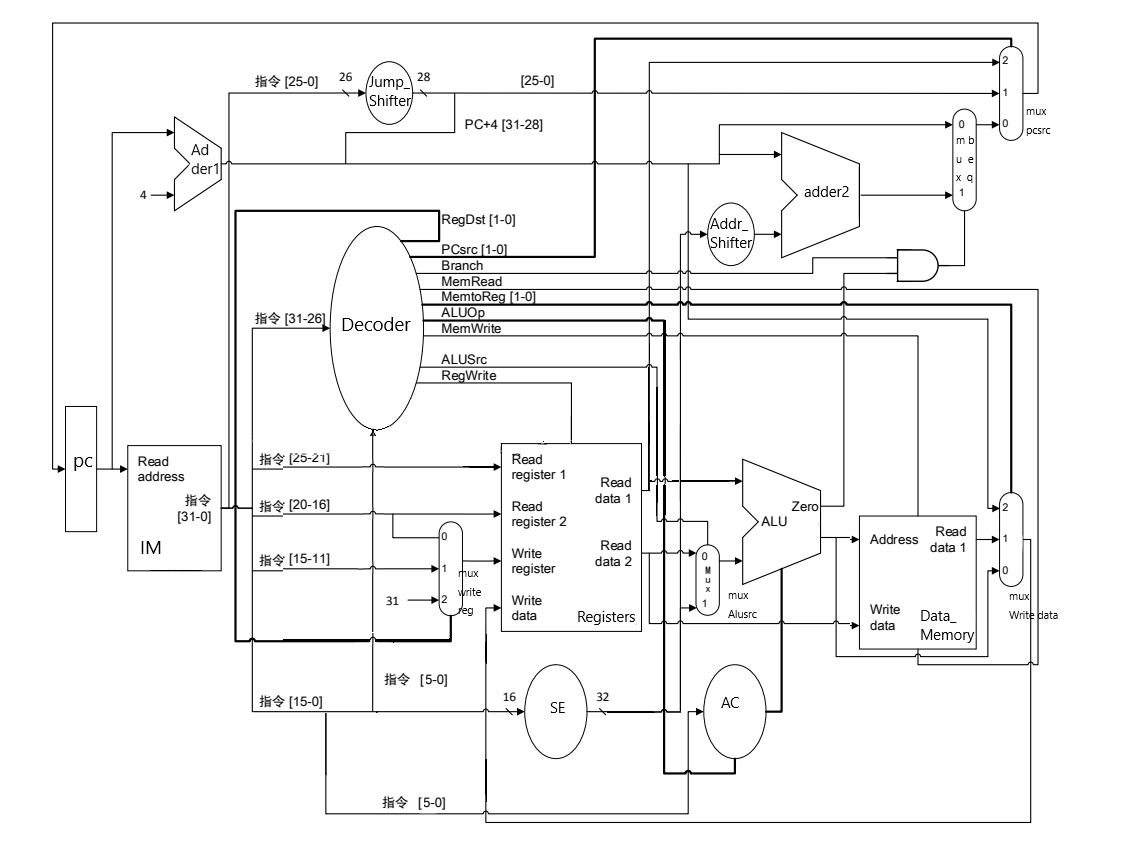 指令 [25-0]
26
Jump_
Shifter
28
[25-0]
2
1
0
mux
pcsrc
PC+4 [31-28]
Ad
der1
4
0
m b
u e
x q
1
adder2
Addr_
Shifter
RegDst [1-0]
PCsrc [1-0]
Branch
MemRead
MemtoReg [1-0]
ALUOp
MemWrite
ALUSrc
RegWrite
指令 [31-26]
Decoder
pc
Read
address
指令
[31-0]
IM
指令 [25-21]
指令 [20-16]
指令 [15-11]
31
0
1
2
mux
write
reg
Read
register 1
Read
register 2
Write
register
Write
data
Read
data 1
Read
data 2
Registers
0
M
u
x
1
mux
Alusrc
Zero
ALU
Address
Read
data 1
Write
data
Data_
Memory
2
1
0
mux
Write data
指令 [5-0]
指令 [15-0]
16
SE
32
AC
指令 [5-0]